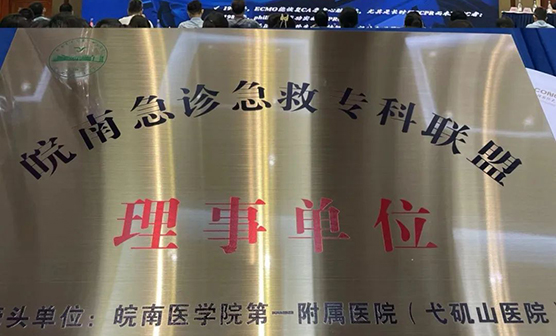 皖南急诊急救专科联盟
理事单位
头单位：皖南医学院第一附属医院（弋矶山医院